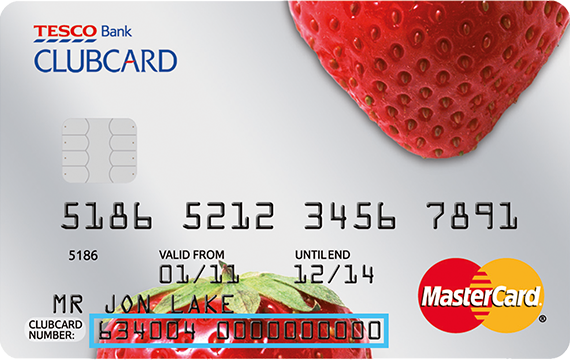 TESCO Bank
CLUBCARD
5186 5212 3456 7891
5186 VALID FROM UNTIL END
01/11 12/14
MR JON LAKE
CLUBCARD NUMBER: 634004 0000000000
MasterCard